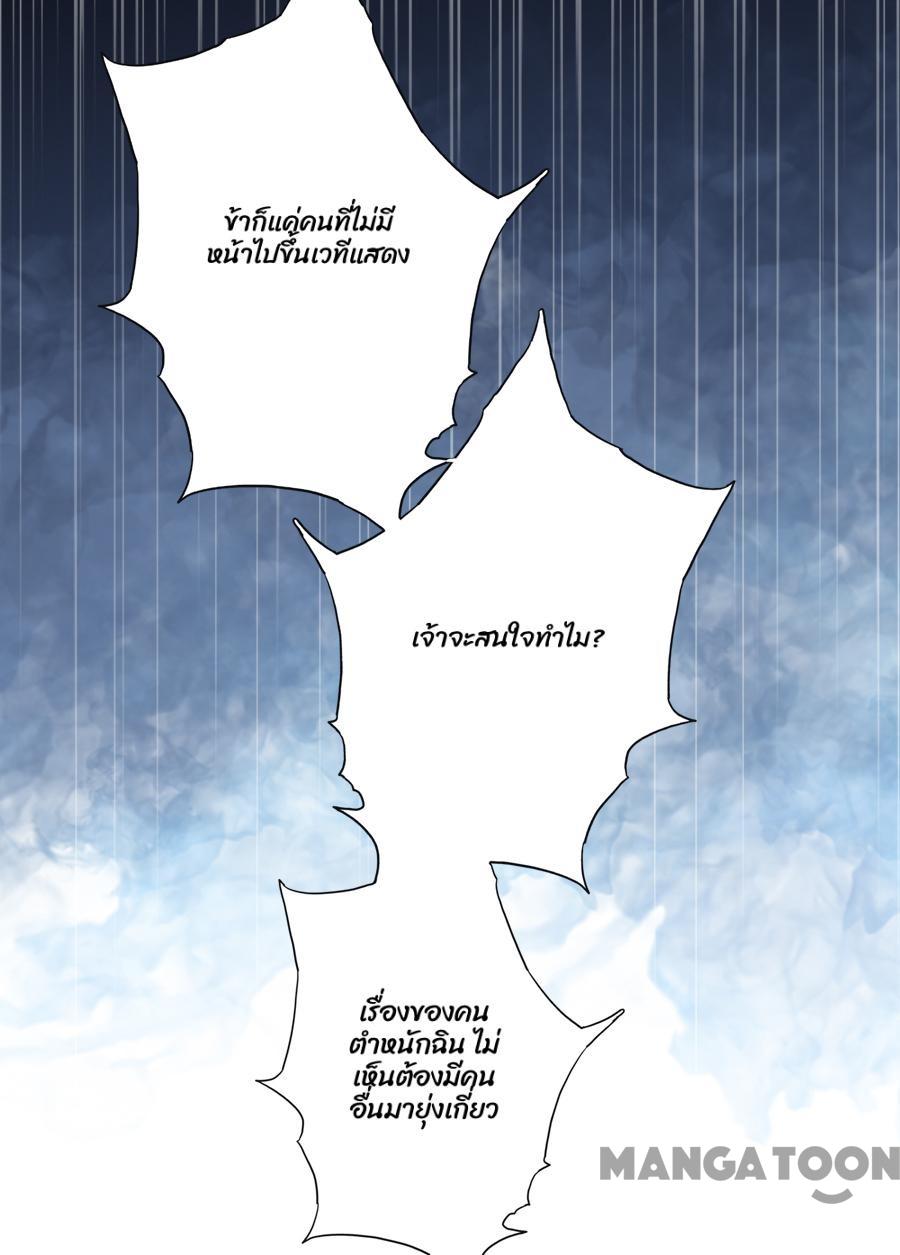 ข้าก็แค่คนที่ไม่มี
หน้าไปขึ้นเวทีแสดง
เจ้าจะสนใจทำไม?
เรื่องของคน
ตำหนักฉิน ไม่
เห็นต้องมีคน
อื่นมายุ่งเกี่ยว
MANGATOON